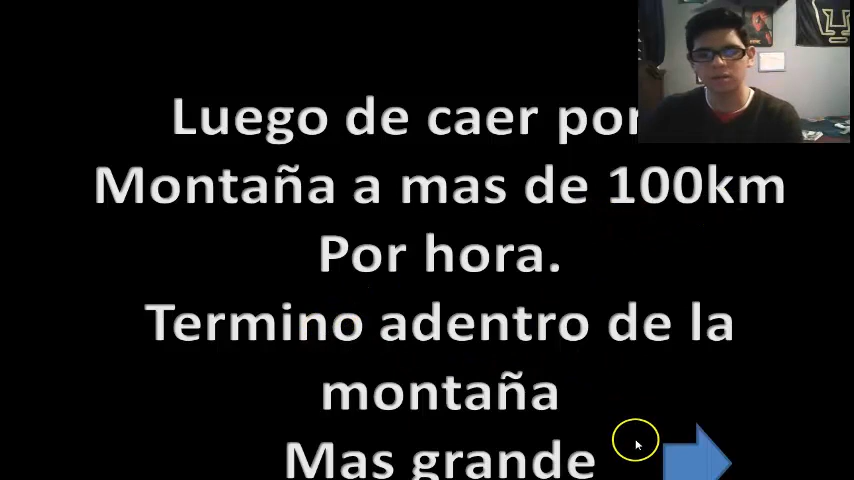 Luego de caer por
Montaña a mas de 100km
Por hora.
Termino adentro de la
montaña
Mas grande